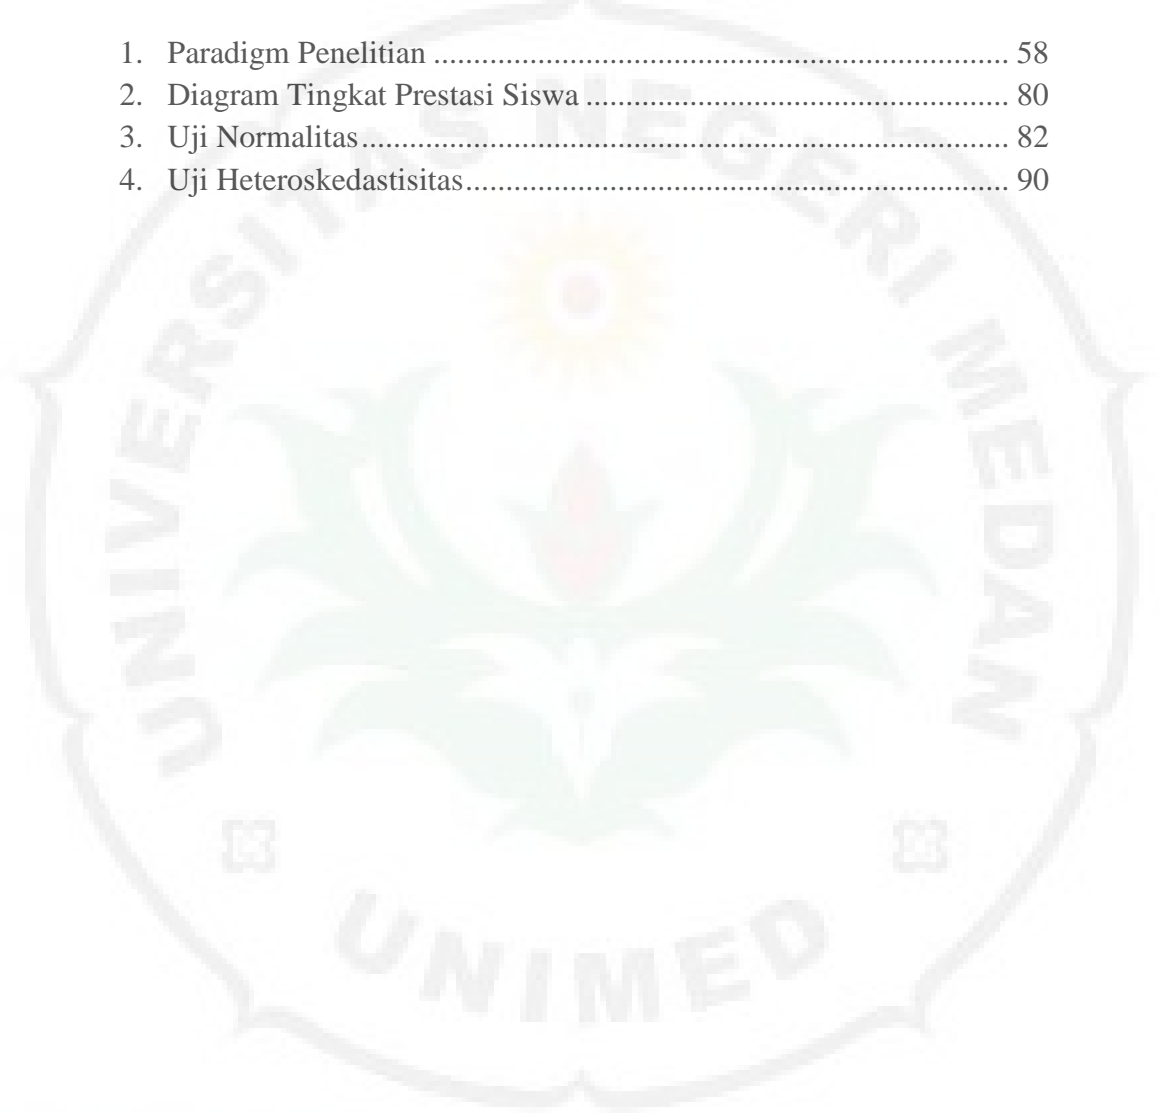 1. Paradigm Penelitian ............................................................ 58
2. Diagram Tingkat Prestasi Siswa ............................................ 80
3. Uji Normalitas.................................................................... 82
4. Uji Heteroskedastisitas......................................................... 90
UNIVERSITAS NEGERI MEDAN
UNIMED